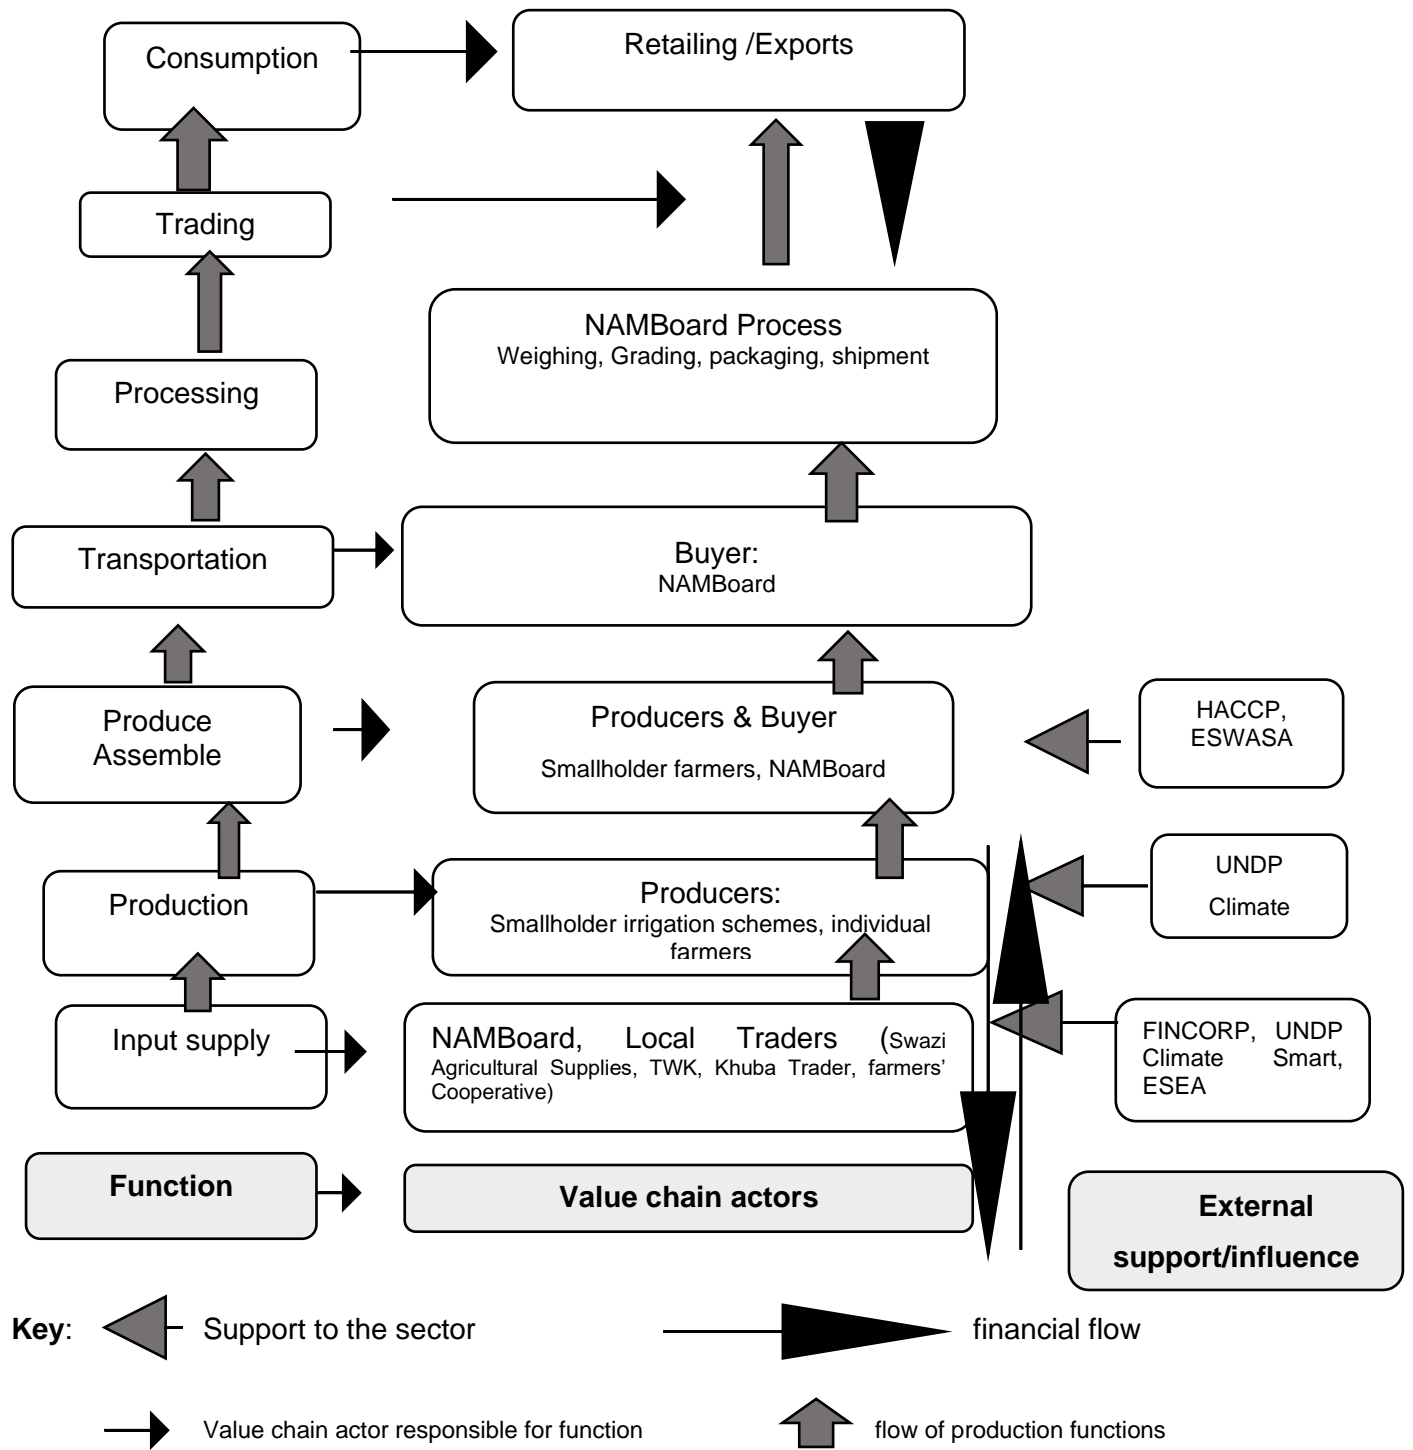 Consumption
Retailing /Exports
Trading
NAMBoard Process
Weighing, Grading, packaging, shipment
Processing
Transportation
Buyer:
NAMBoard
Produce
Assemble
Producers & Buyer
Smallholder farmers, NAMBoard
HACCP,
ESWASA
Production
Producers:
Smallholder irrigation schemes, individual
farmers
UNDP
Climate
Input supply
NAMBoard, Local Traders (Swazi
Agricultural Supplies, TWK, Khuba Trader, farmers’
Cooperative)
FINCORP, UNDP
Climate Smart,
ESEA
Function
Value chain actors
External
support/influence
Key:
Support to the sector
financial flow
Value chain actor responsible for function
flow of production functions